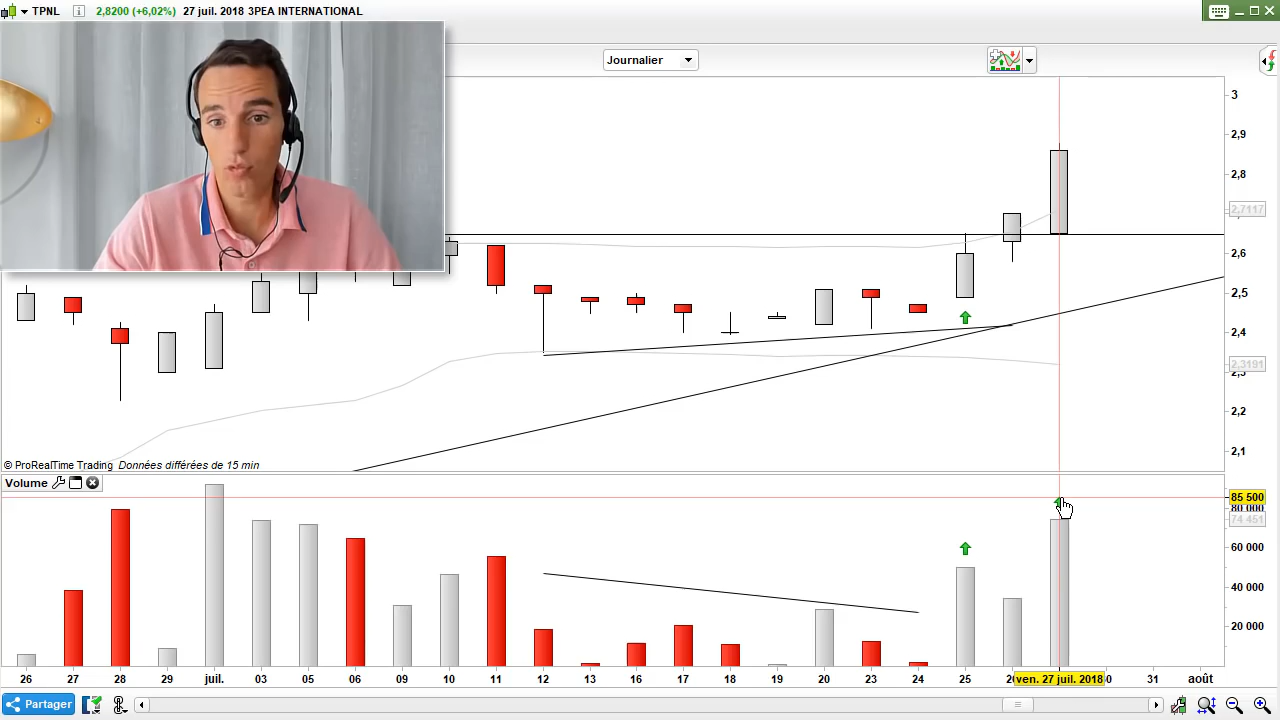 TPNL i 2,8200 (+6,02%) 27 juil. 2018 3PEA INTERNATIONAL
Journalier
3
2,9
2,8
2,7117
2,6
2,5
2,4
2,3191
2,3
2,2
2,1
© ProRealTime Trading Données différées de 15 min
Volume
85 500
80 000
74 451
60 000
40 000
20 000
26 27 28 29 juil. 03 05 06 09 10 11 12 13 16 17 18 19 20 23 24 25 ven. 27 juil. 2018 31 août
Partager